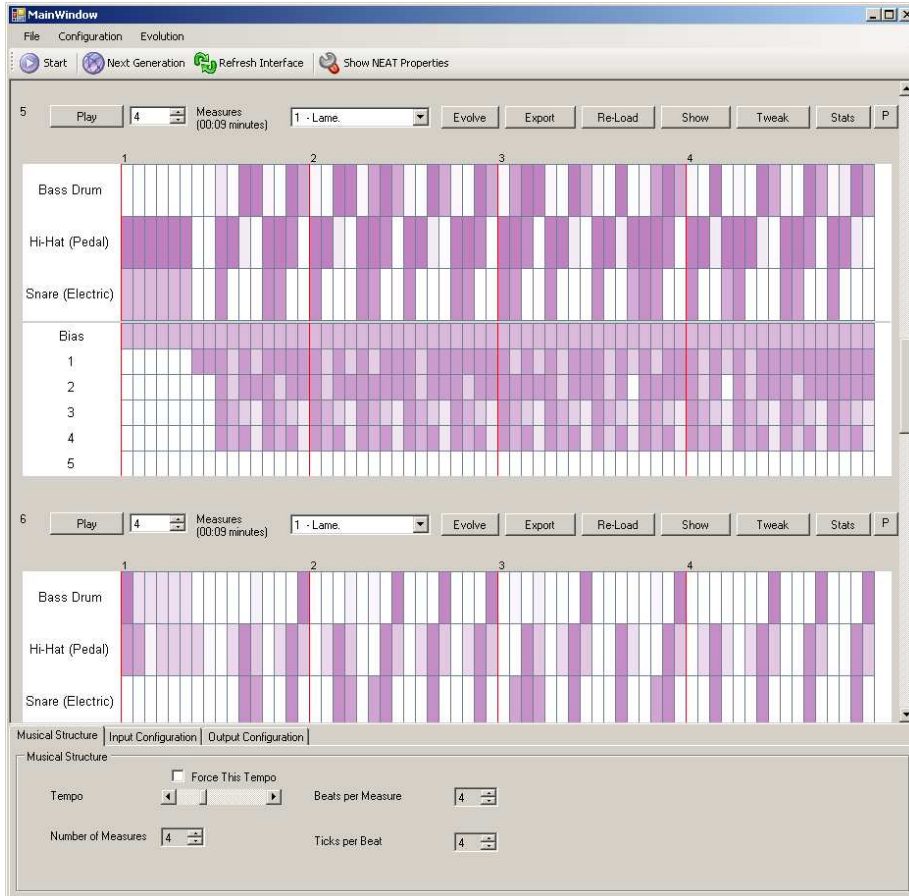 MainWindow
File Configuration Evolution
Start Next Generation Refresh Interface Show NEAT Properties
5 Play 4 Measures (00:09 minutes) 1 - Lame. Evolve Export Re-Load Show Tweak Stats P
1 2 3 4
Bass Drum
Hi-Hat (Pedal)
Snare (Electric)
Bias
1
2
3
4
5
6 Play 4 Measures (00:09 minutes) 1 - Lame. Evolve Export Re-Load Show Tweak Stats P
1 2 3 4
Bass Drum
Hi-Hat (Pedal)
Snare (Electric)
Musical Structure Input Configuration Output Configuration
Musical Structure
Force This Tempo
Tempo Beats per Measure 4
Number of Measures 4 Ticks per Beat 4